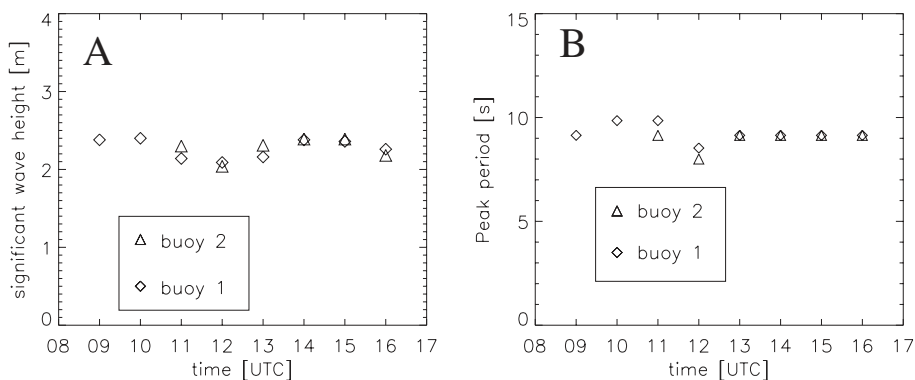 A
significant wave height [m]
4
3
2
1
0
buoy 2
buoy 1
08 09 10 11 12 13 14 15 16 17
time [UTC]
B
Peak period [s]
15
10
5
0
buoy 2
buoy 1
08 09 10 11 12 13 14 15 16 17
time [UTC]